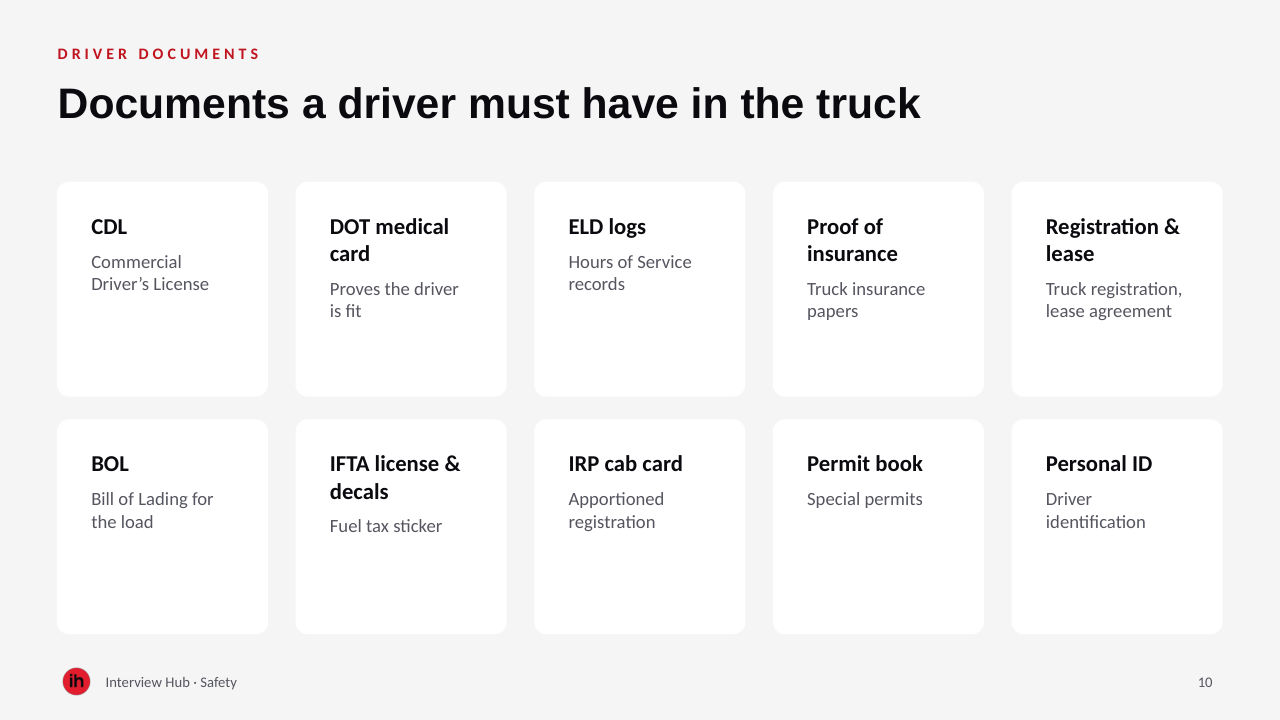 DRIVER DOCUMENTS
Documents a driver must have in the truck
CDL
Commercial
Driver’s License
DOT medical
card
Proves the driver
is fit
ELD logs
Hours of Service
records
Proof of
insurance
Truck insurance
papers
Registration &
lease
Truck registration,
lease agreement
BOL
Bill of Lading for
the load
IFTA license &
decals
Fuel tax sticker
IRP cab card
Apportioned
registration
Permit book
Special permits
Personal ID
Driver
identification
ih
Interview Hub · Safety
10